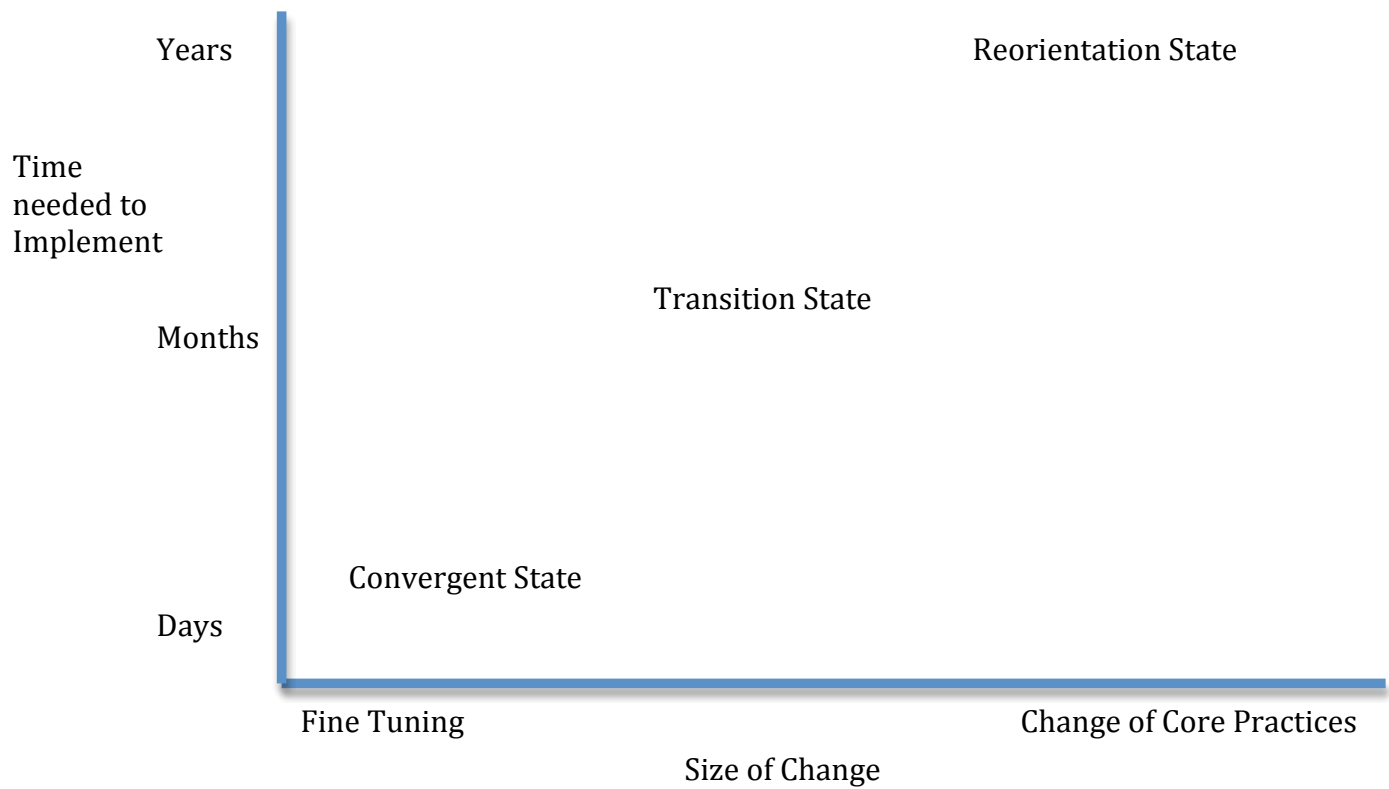 Years
Reorientation State
Time
needed to
Implement
Transition State
Months
Convergent State
Days
Fine Tuning
Change of Core Practices
Size of Change